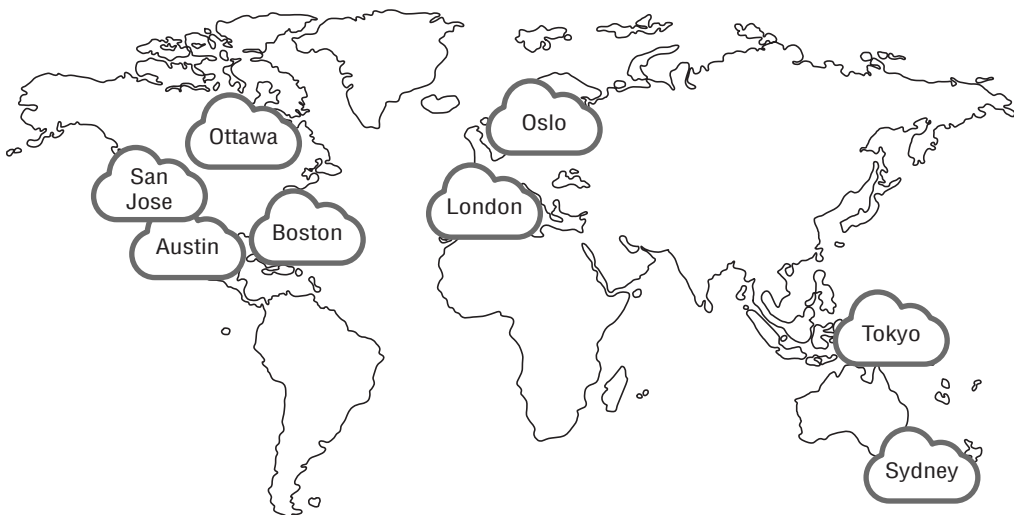 Ottawa
Oslo
San
Jose
London
Austin
Boston
Tokyo
Sydney